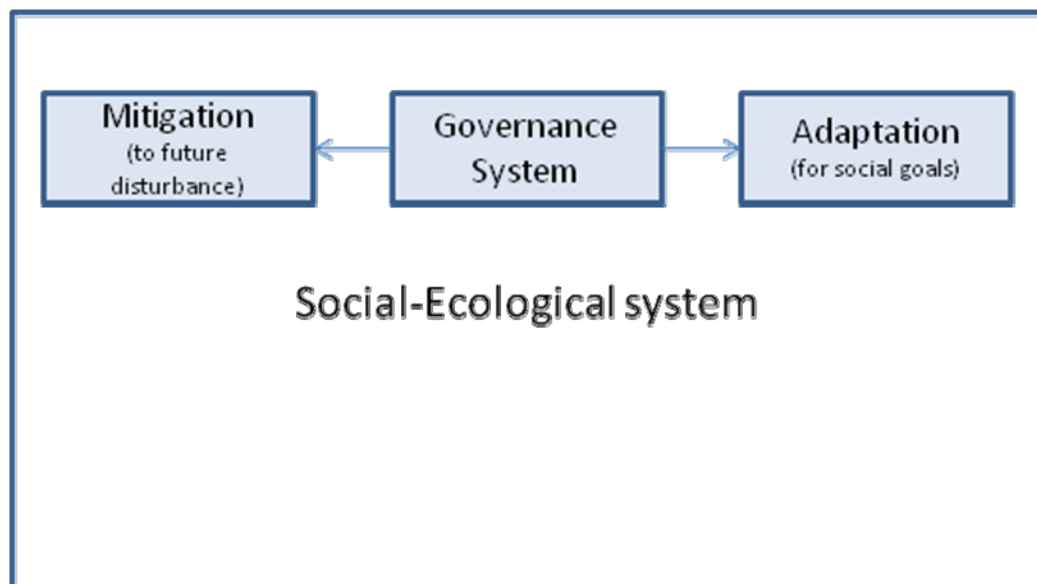 Mitigation
(to future
disturbance)
Governance
System
Adaptation
(for social goals)
Social-Ecological system